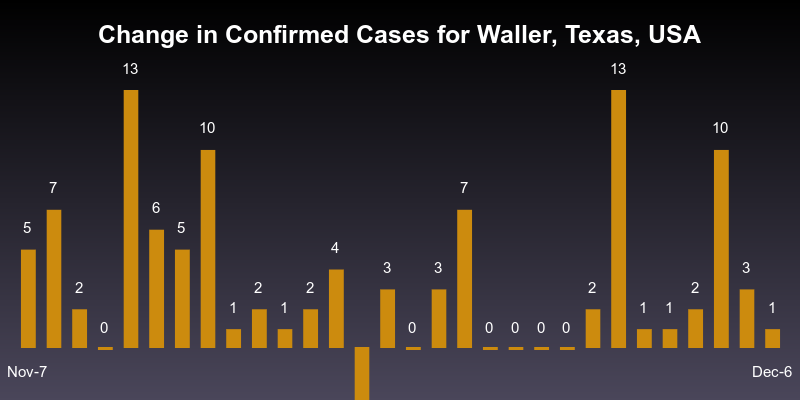 Change in Confirmed Cases for Waller, Texas, USA
5 7 2 0 13 6 5 10 1 2 1 2 4 3 0 3 7 0 0 0 0 2 13 1 1 2 10 3 1
Nov-7 Dec-6